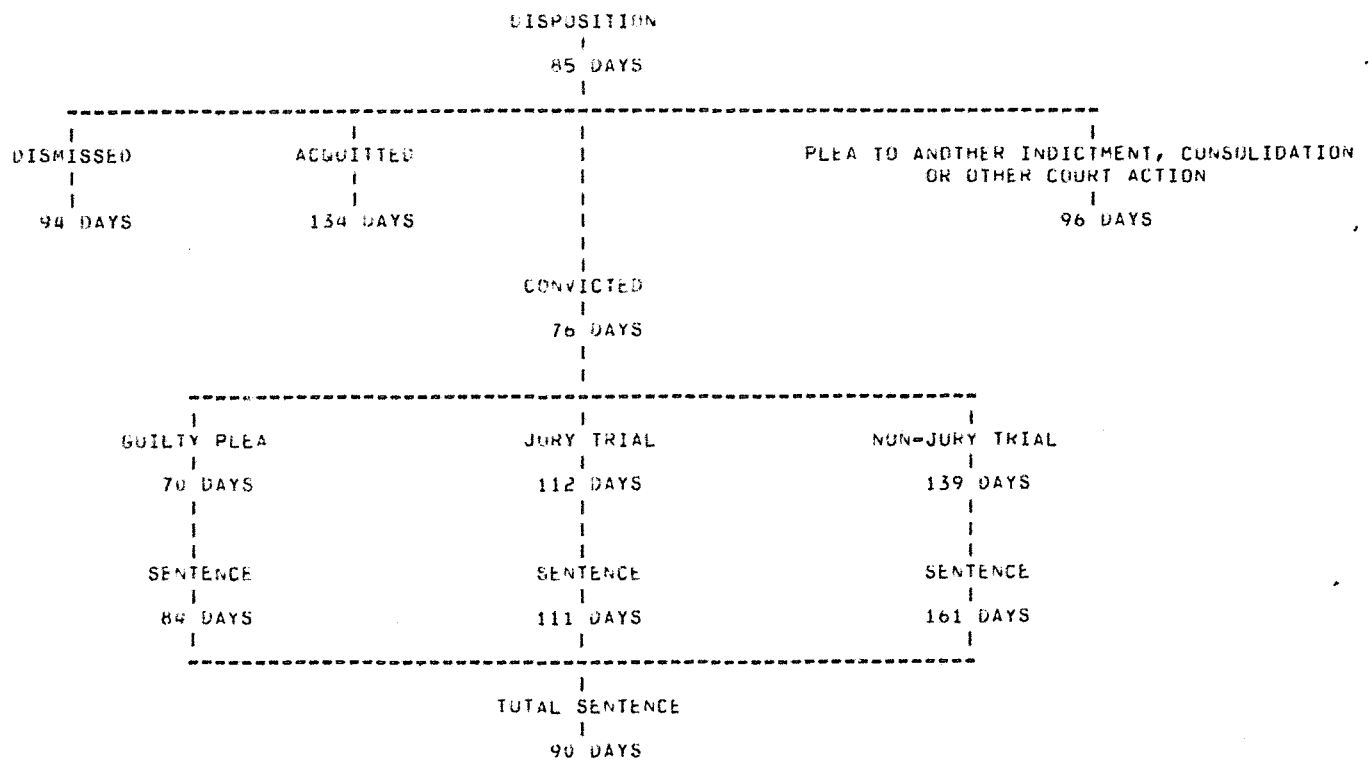 DISPOSITION
85 DAYS
DISMISSED ACQUITTED PLEA TO ANOTHER INDICTMENT, CONSOLIDATION
OR OTHER COURT ACTION
94 DAYS 134 DAYS 96 DAYS
CONVICTED
76 DAYS
GUILTY PLEA JURY TRIAL NON-JURY TRIAL
70 DAYS 112 DAYS 139 DAYS
SENTENCE SENTENCE SENTENCE
84 DAYS 111 DAYS 161 DAYS
TOTAL SENTENCE
90 DAYS